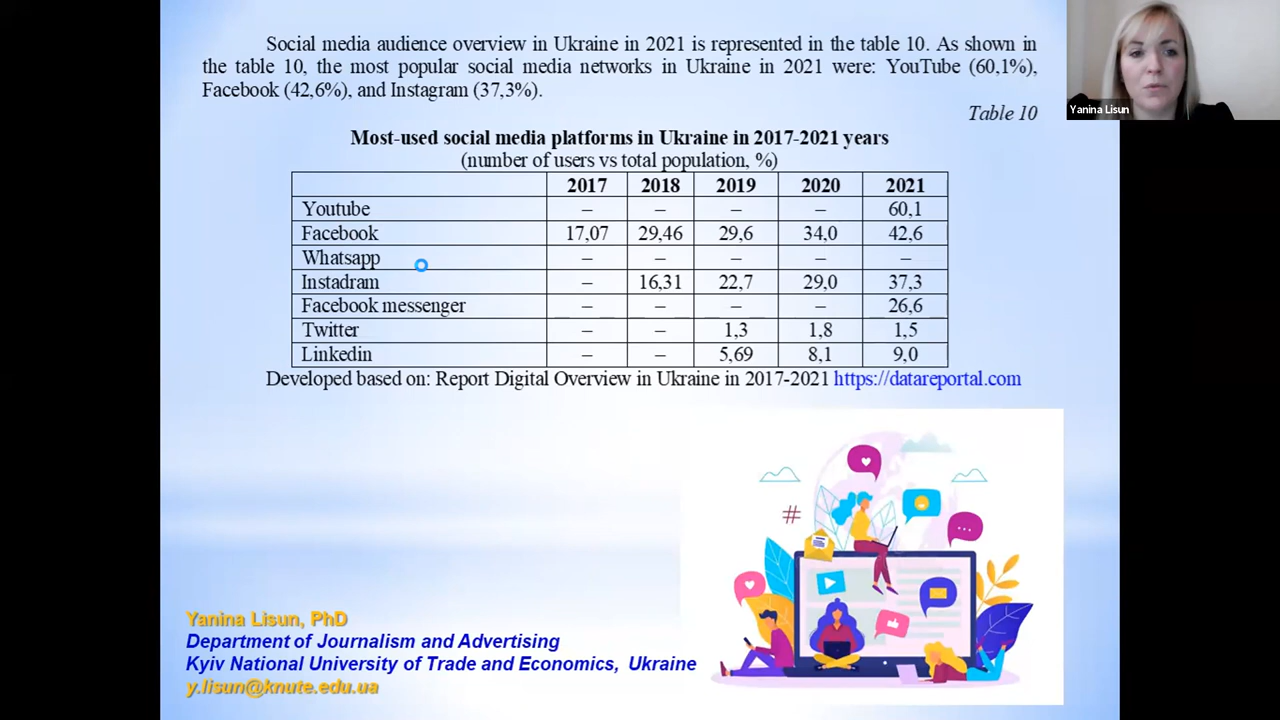 Social media audience overview in Ukraine in 2021 is represented in the table 10. As shown in
the table 10, the most popular social media networks in Ukraine in 2021 were: YouTube (60,1%),
Facebook (42,6%), and Instagram (37,3%).
Yanina Lisun
Table 10
Most-used social media platforms in Ukraine in 2017-2021 years
(number of users vs total population, %)
2017 2018 2019 2020 2021
Youtube – – – – 60,1
Facebook 17,07 29,46 29,6 34,0 42,6
Whatsapp – – – – –
Instadram – 16,31 22,7 29,0 37,3
Facebook messenger – – – – 26,6
Twitter – – 1,3 1,8 1,5
Linkedin – – 5,69 8,1 9,0
Developed based on: Report Digital Overview in Ukraine in 2017-2021 https://datareportal.com
#
Yanina Lisun, PhD
Department of Journalism and Advertising
Kyiv National University of Trade and Economics, Ukraine
y.lisun@knute.edu.ua